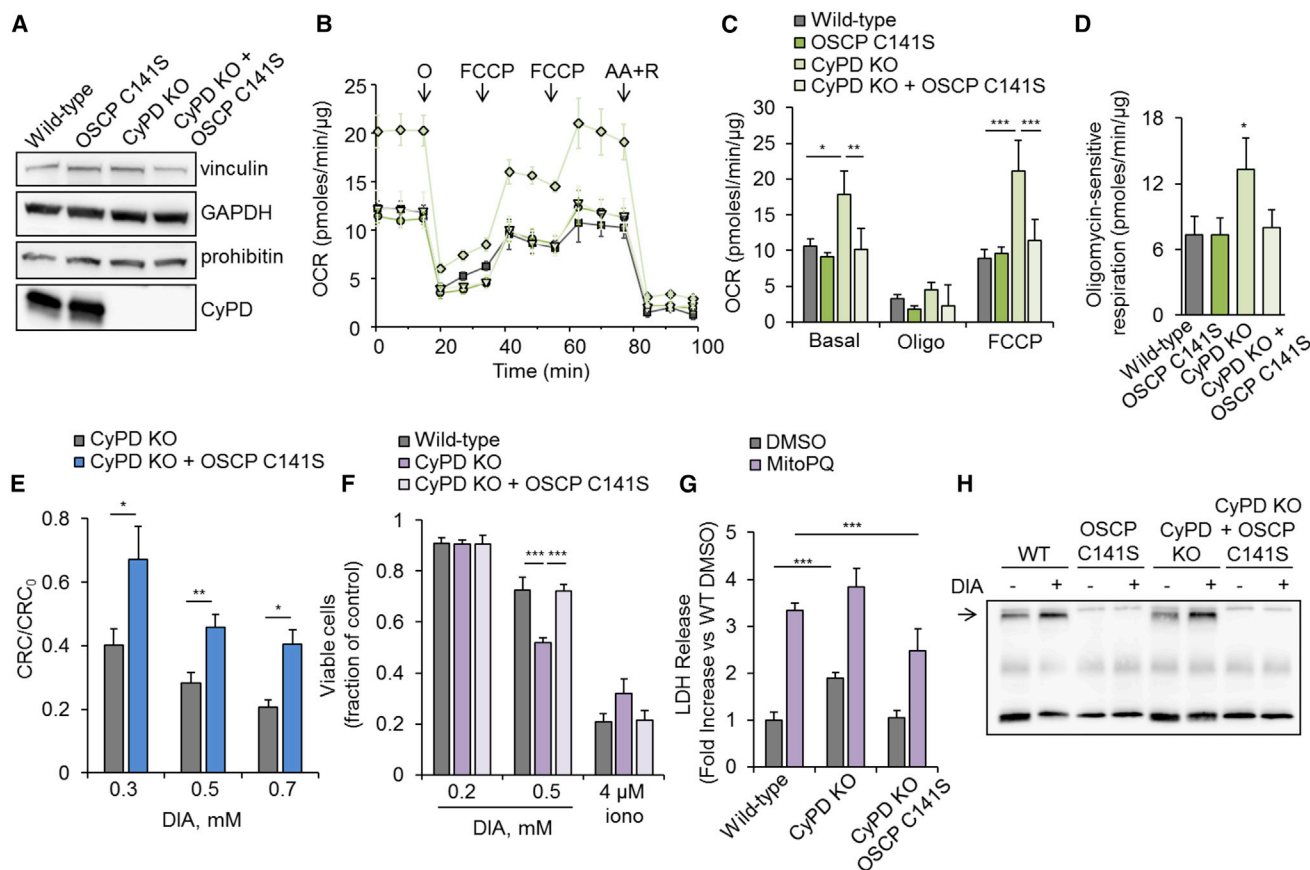 A
Wild-type
OSCP C141S
CyPD KO
CyPD KO +
OSCP C141S
vinculin
GAPDH
prohibitin
CyPD
B
O
FCCP
FCCP
AA+R
OCR (pmoles/min/µg)
25
20
15
10
5
0
0
20
40
60
80
100
Time (min)
C
Wild-type
OSCP C141S
CyPD KO
CyPD KO + OSCP C141S
OCR (pmolesl/min/µg)
30
25
20
15
10
5
0
*
**
***
***
Basal
Oligo
FCCP
D
Oligomycin-sensitive
respiration (pmoles/min/µg)
18
12
6
0
*
Wild-type
OSCP C141S
CyPD KO
CyPD KO +
OSCP C141S
E
CyPD KO
CyPD KO + OSCP C141S
CRC/CRC0
0.8
0.6
0.4
0.2
0
*
**
*
0.3
0.5
0.7
DIA, mM
F
Wild-type
CyPD KO
CyPD KO + OSCP C141S
Viable cells
(fraction of control)
1
0.8
0.6
0.4
0.2
0
***
***
0.2
0.5
4 µM
iono
DIA, mM
G
DMSO
MitoPQ
LDH Release
(Fold Increase vs WT DMSO)
5
4
3
2
1
0
***
***
Wild-type
CyPD KO
CyPD KO
OSCP C141S
H
WT
OSCP
C141S
CyPD
KO
CyPD KO
+ OSCP
C141S
DIA
-
+
-
+
-
+
-
+